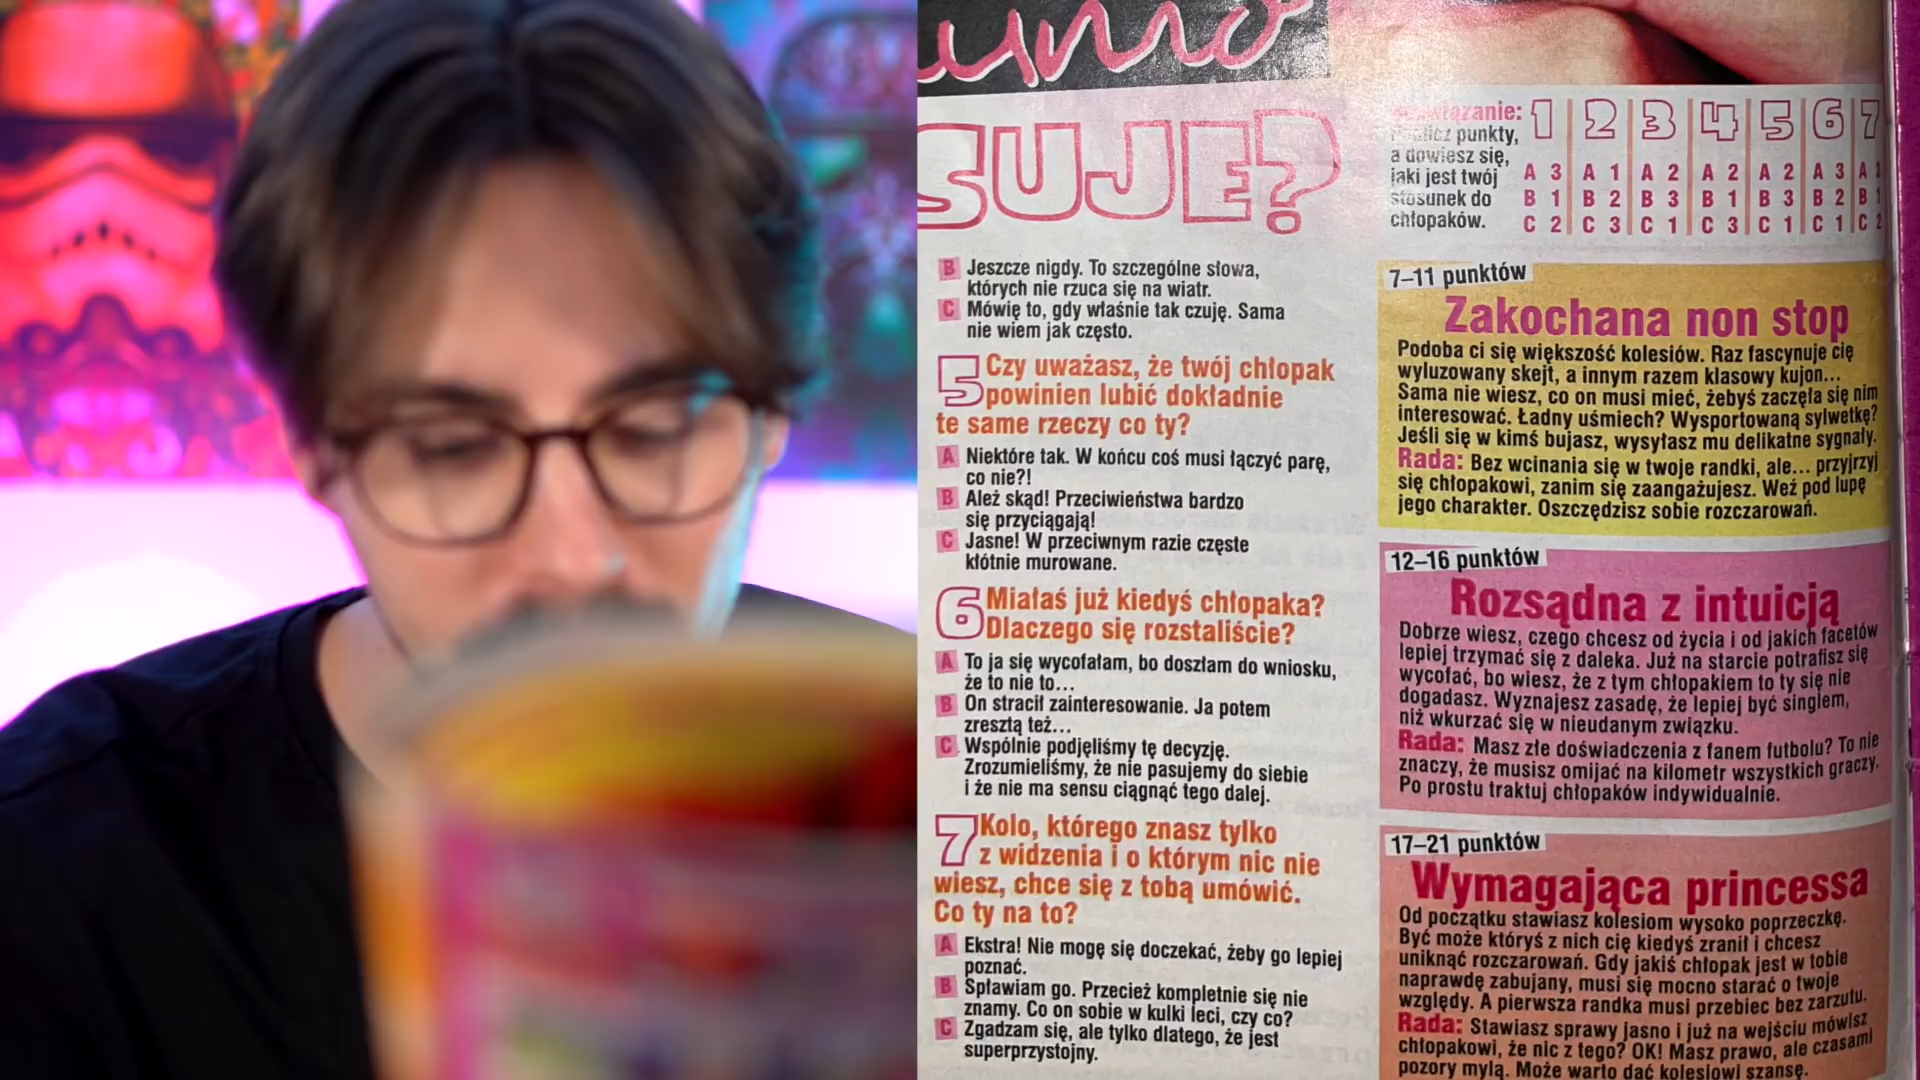 SUJE?
B Jeszcze nigdy. To szczególne słowa,
których nie rzuca się na wiatr.
C Mówię to, gdy właśnie tak czuję. Sama
nie wiem jak często.
5 Czy uważasz, że twój chłopak
powinien lubić dokładnie
te same rzeczy co ty?
A Niektóre tak. W końcu coś musi łączyć parę,
co nie?!
B Ależ skąd! Przeciwieństwa bardzo
się przyciągają!
C Jasne! W przeciwnym razie częste
kłótnie murowane.
6 Miałaś już kiedyś chłopaka?
Dlaczego się rozstaliście?
A To ja się wycofałam, bo doszłam do wniosku,
że to nie to...
B On stracił zainteresowanie. Ja potem
zresztą też...
C Wspólnie podjęliśmy tę decyzję.
Zrozumieliśmy, że nie pasujemy do siebie
i że nie ma sensu ciągnąć tego dalej.
7 Kolo, którego znasz tylko
z widzenia i o którym nic nie
wiesz, chce się z tobą umówić.
Co ty na to?
A Ekstra! Nie mogę się doczekać, żeby go lepiej
poznać.
B Spławiam go. Przecież kompletnie się nie
znamy. Co on sobie w kulki leci, czy co?
C Zgadzam się, ale tylko dlatego, że jest
superprzystojny.
punkty,
a dowiesz się,
jaki jest twój
stosunek do
chłopaków.
1 2 3 4 5 6 7
A 3 A 1 A 2 A 2 A 2 A 3 A
B 1 B 2 B 3 B 1 B 3 B 2 B 1
C 2 C 3 C 1 C 3 C 1 C 1 C 2
7–11 punktów
Zakochana non stop
Podoba ci się większość kolesiów. Raz fascynuje cię
wyluzowany skejt, a innym razem klasowy kujon...
Sama nie wiesz, co on musi mieć, żebyś zaczęła się nim
interesować. Ładny uśmiech? Wysportowaną sylwetkę?
Jeśli się w kimś bujasz, wysyłasz mu delikatne sygnały.
Rada: Bez wcinania się w twoje randki, ale... przyjrzyj
się chłopakowi, zanim się zaangażujesz. Weź pod lupę
jego charakter. Oszczędzisz sobie rozczarowań.
12–16 punktów
Rozsądna z intuicją
Dobrze wiesz, czego chcesz od życia i od jakich facetów
lepiej trzymać się z daleka. Już na starcie potrafisz się
wycofać, bo wiesz, że z tym chłopakiem to ty się nie
dogadasz. Wyznajesz zasadę, że lepiej być singlem,
niż wkurzać się w nieudanym związku.
Rada: Masz złe doświadczenia z fanem futbolu? To nie
znaczy, że musisz omijać na kilometr wszystkich graczy.
Po prostu traktuj chłopaków indywidualnie.
17–21 punktów
Wymagająca princessa
Od początku stawiasz kolesiom wysoko poprzeczkę.
Być może któryś z nich cię kiedyś zranił i chcesz
uniknąć rozczarowań. Gdy jakiś chłopak jest w tobie
naprawdę zabujany, musi się mocno starać o twoje
względy. A pierwsza randka musi przebiec bez zarzutu.
Rada: Stawiasz sprawy jasno i już na wejściu mówisz
chłopakowi, że nic z tego? OK! Masz prawo, ale czasami
pozory mylą. Może warto dać kolesiowi szansę.